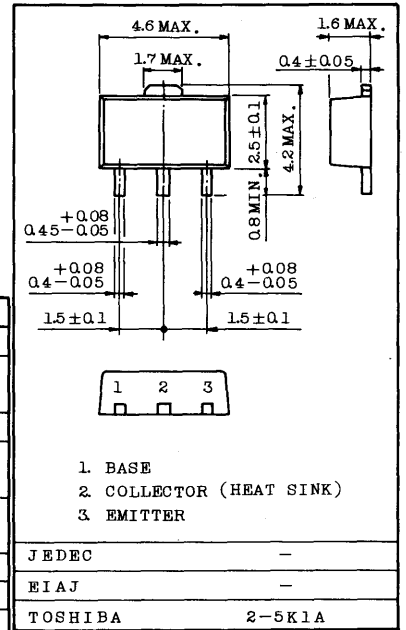 4.6 MAX.
1.7 MAX.
1.6 MAX.
0.4±0.05
2.5±0.1
4.2 MAX.
0.8 MIN.
+0.08
0.45-0.05
+0.08
0.4-0.05
+0.08
0.4-0.05
1.5±0.1
1.5±0.1
1 2 3
1. BASE
2. COLLECTOR (HEAT SINK)
3. EMITTER
JEDEC —
EIAJ —
TOSHIBA 2-5K1A